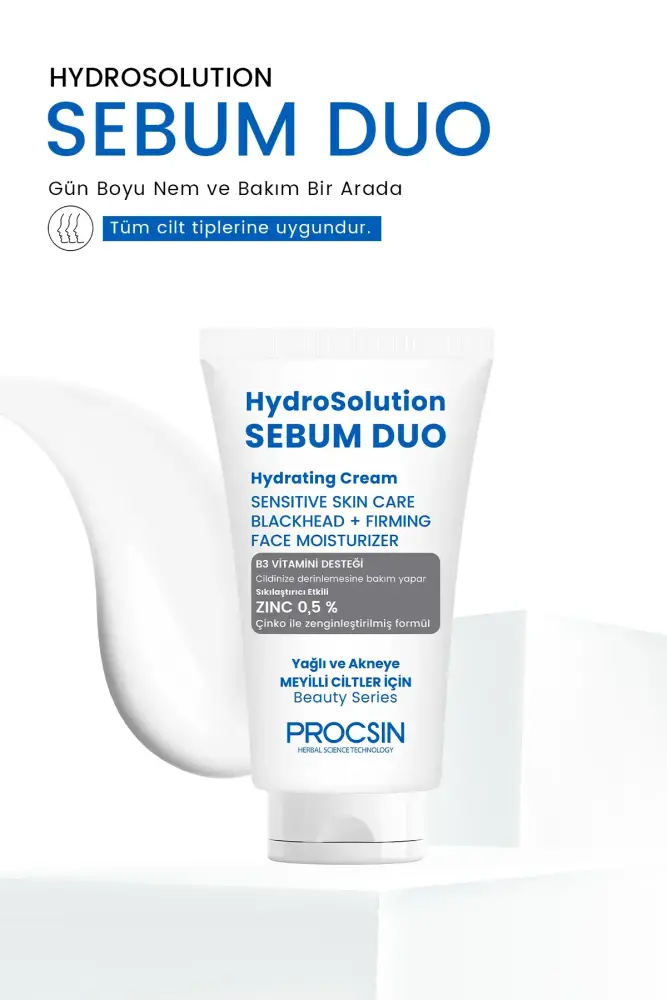 HYDROSOLUTION
SEBUM DUO
Gün Boyu Nem ve Bakım Bir Arada
Tüm cilt tiplerine uygundur.
HydroSolution
SEBUM DUO
Hydrating Cream
SENSITIVE SKIN CARE
BLACKHEAD + FIRMING
FACE MOISTURIZER
B3 VİTAMİNİ DESTEĞİ
Cildinize derinlemesine bakım yapar
Sıkılaştırıcı Etkili
ZINC 0,5 %
Çinko ile zenginleştirilmiş formül
Yağlı ve Akneye
MEYİLLİ CİLTLER İÇİN
Beauty Series
PROCSIN
HERBAL SCIENCE TECHNOLOGY